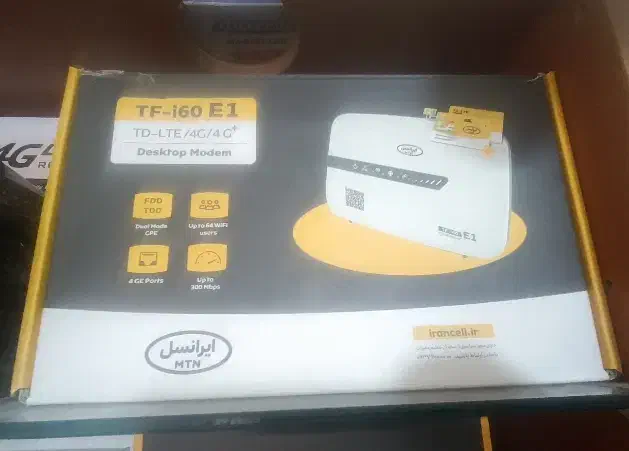 TF-i60 E1
TD-LTE/4G/4G+
Desktop Modem
FDD
TDD
Dual Mode
CPE
Up to 64 WiFi
users
4 GE Ports
Up to
300 Mbps
ایرانسل
E1
ایرانسل
MTN
irancell.ir
4G